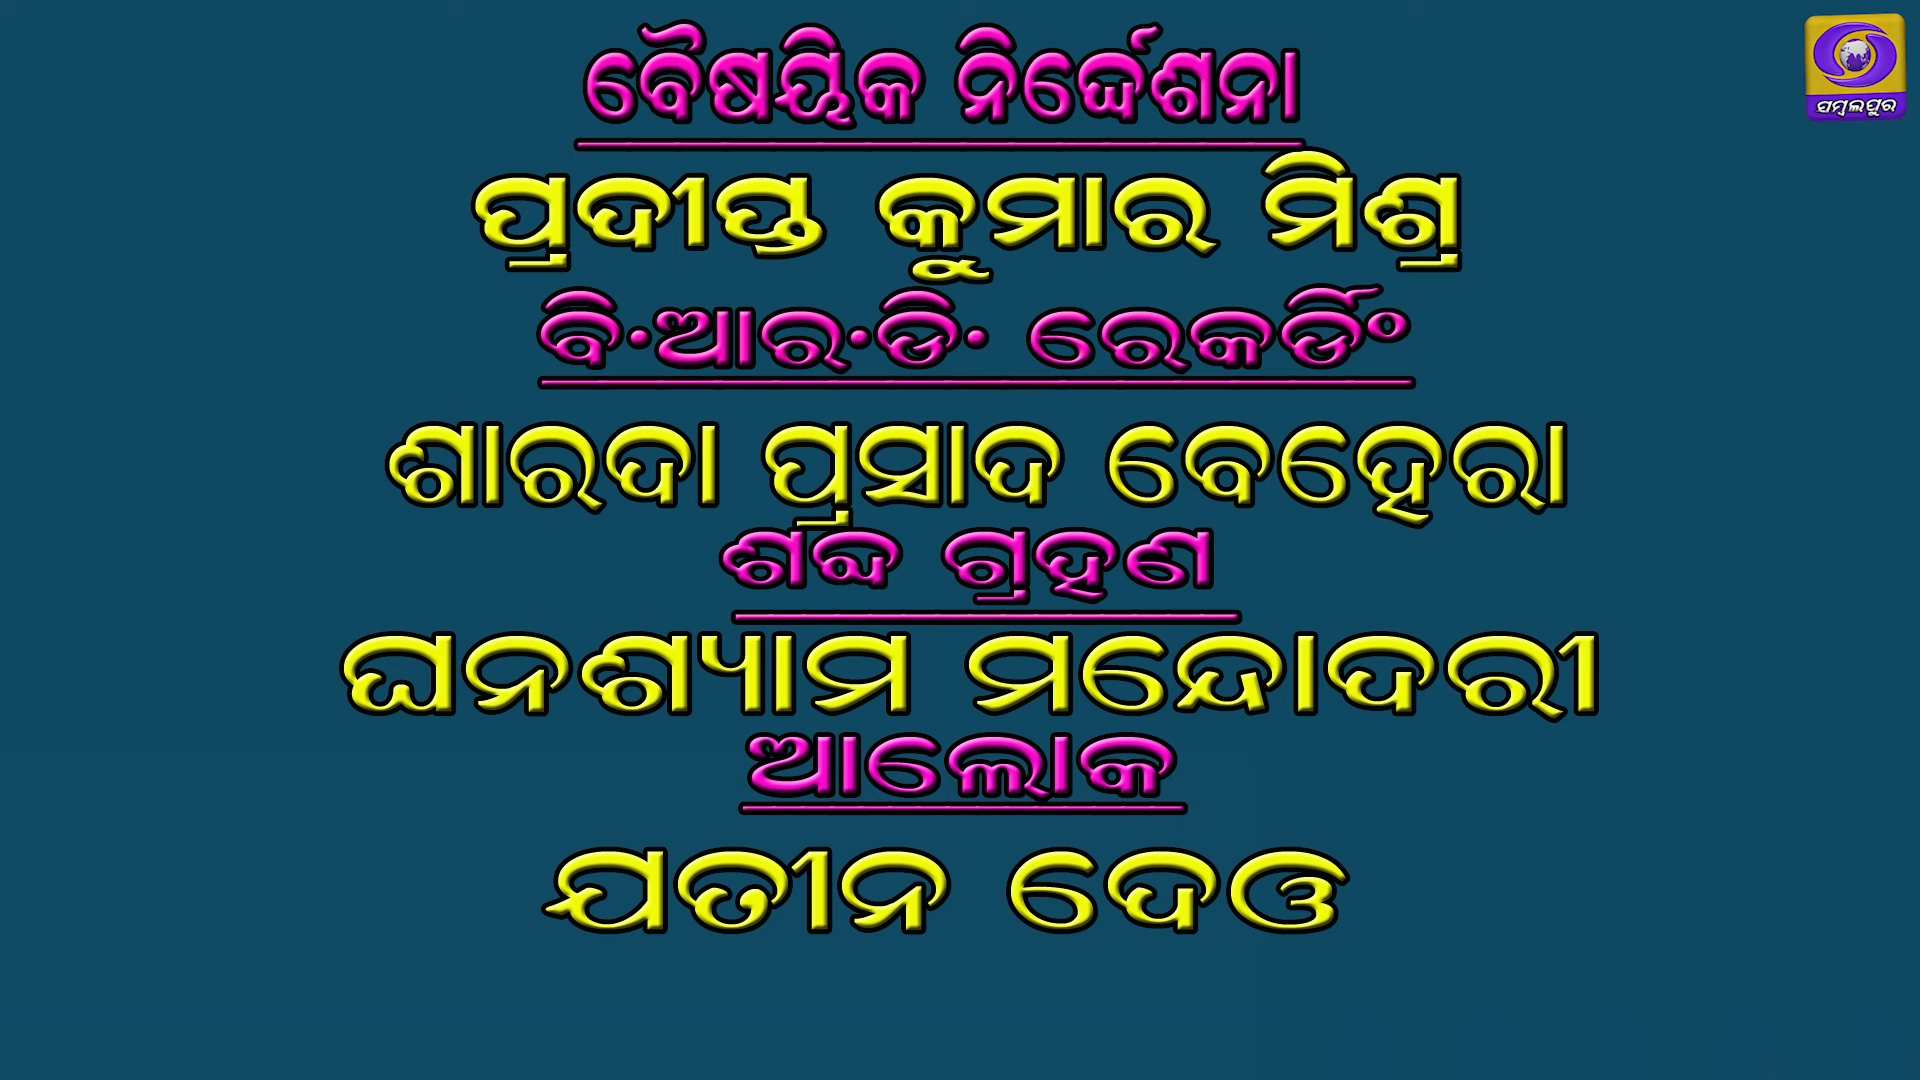 ବୈଷୟିକ ନିର୍ଦ୍ଦେଶନା
ପ୍ରଦୀପ୍ତ କୁମାର ମିଶ୍ର
ବି.ଆର.ଡି. ରେକର୍ଡିଂ
ଶାରଦା ପ୍ରସାଦ ବେହେରା
ଶବ୍ଦ ଗ୍ରହଣ
ଘନଶ୍ୟାମ ମନ୍ଦୋଦରୀ
ଆଲୋକ
ଯତୀନ ଦେଓ
ସମ୍ବଲପୁର